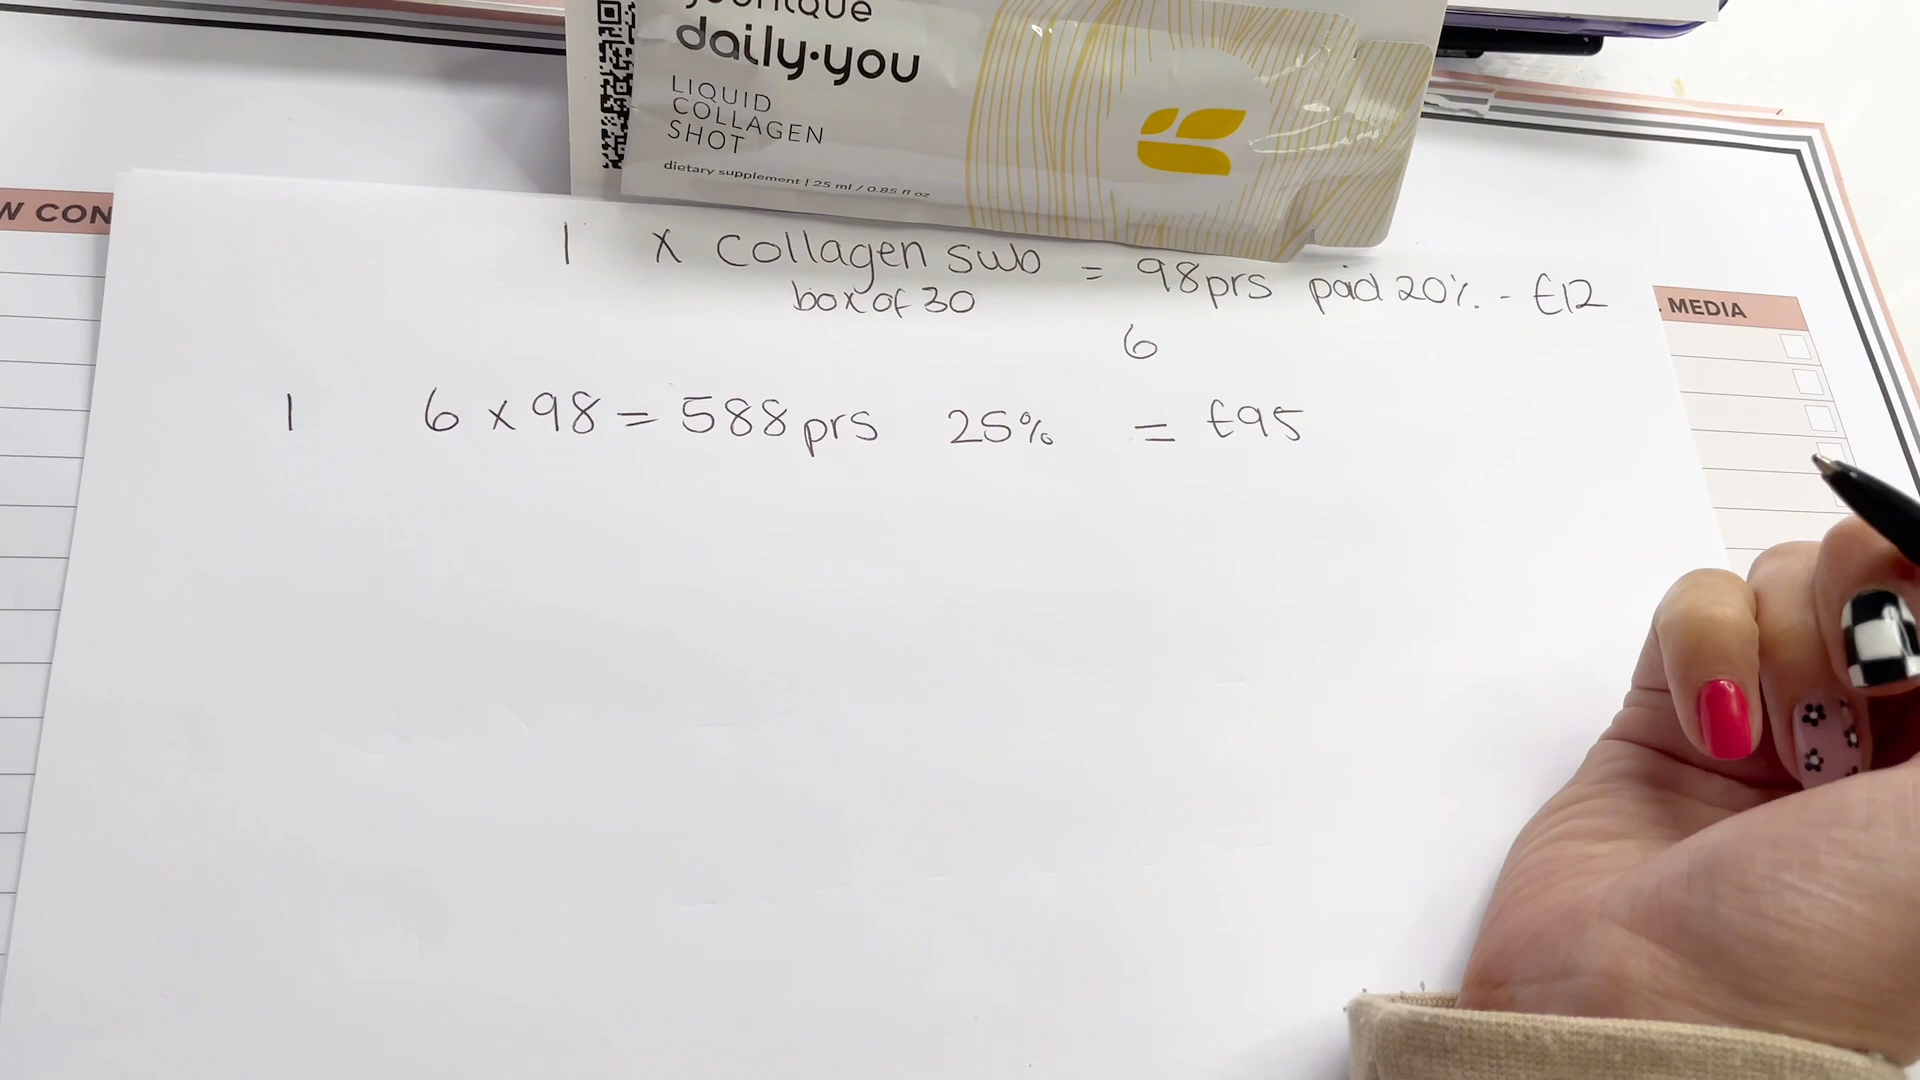 younique
daily·you
LIQUID
COLLAGEN
SHOT
dietary supplement | 25 ml / 0.85 fl oz
W CON
MEDIA
1 x Collagen sub = 98prs paid 20% - £12
box of 30
6
1 6 x 98 = 588prs 25% = £95